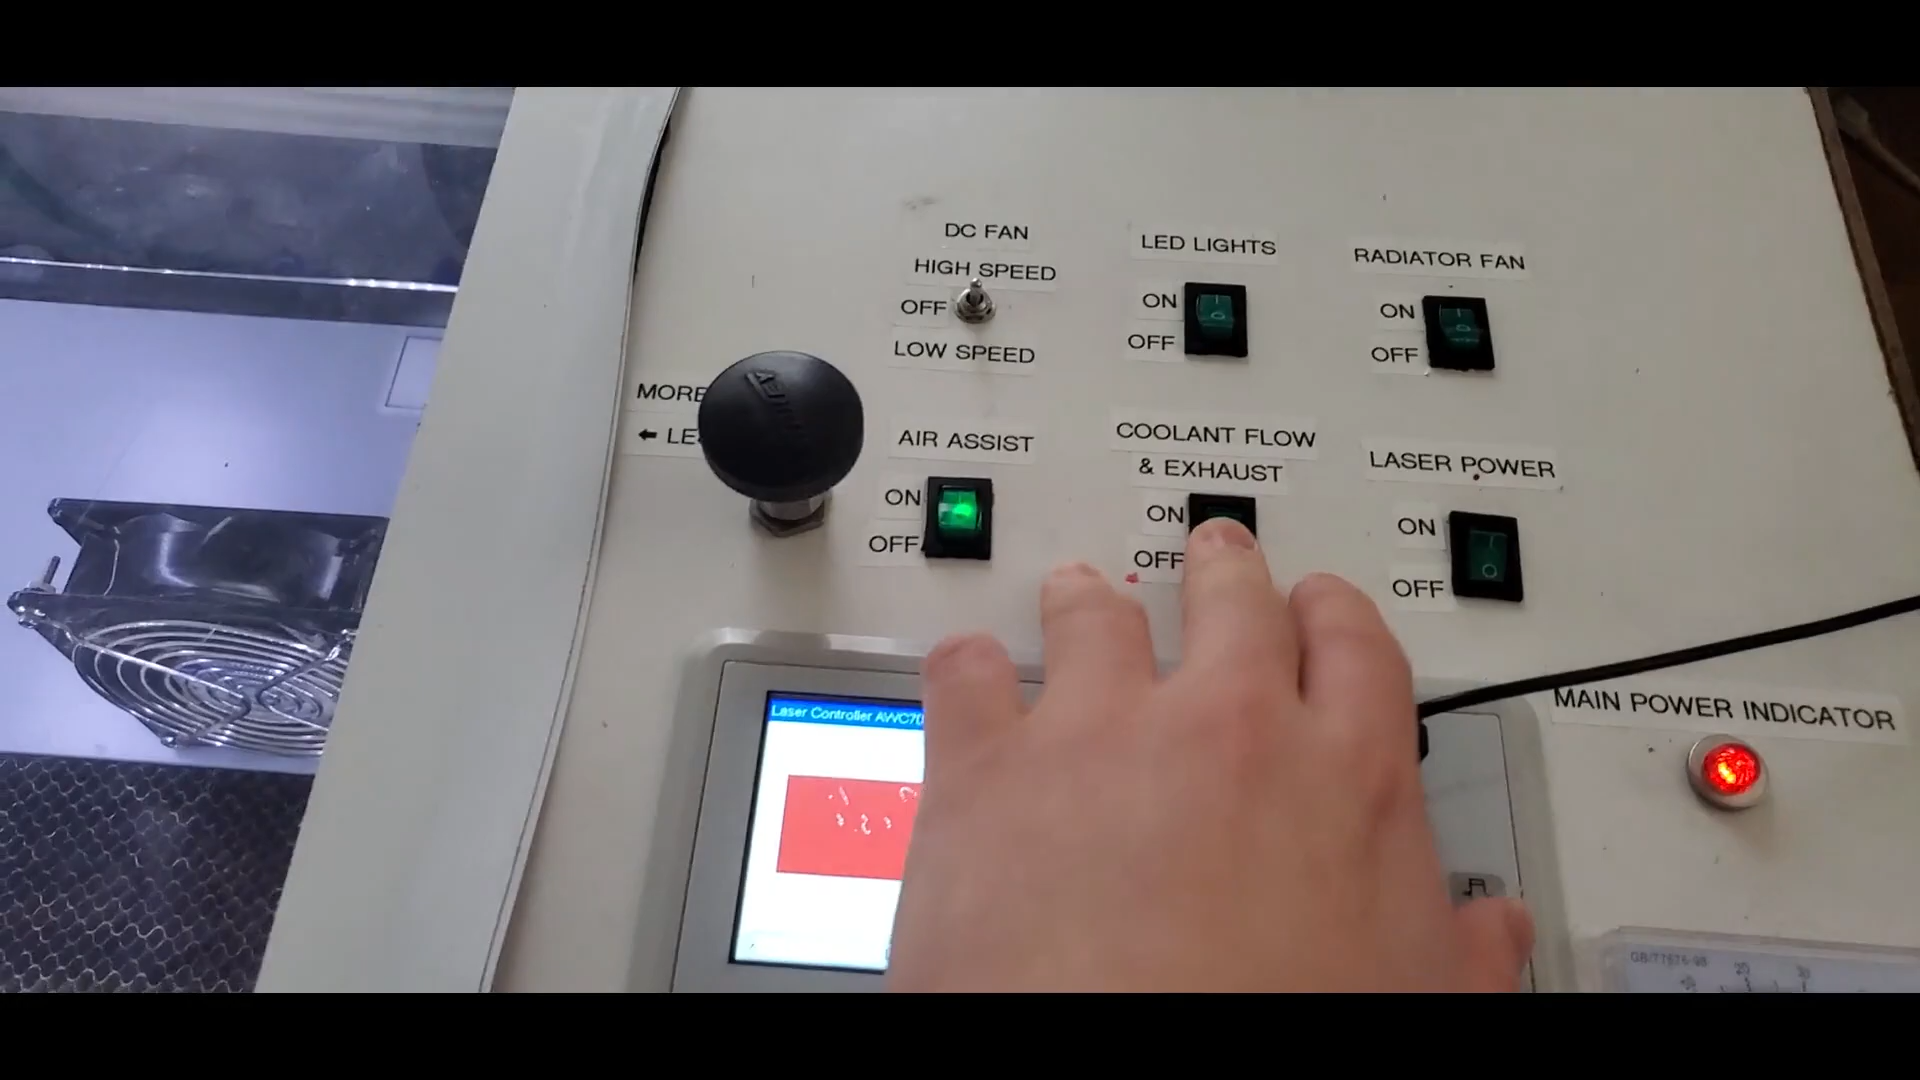 DC FAN
HIGH SPEED
OFF
LOW SPEED
LED LIGHTS
ON
OFF
RADIATOR FAN
ON
OFF
MORE
AIR ASSIST
ON
OFF
COOLANT FLOW
& EXHAUST
ON
OFF
LASER POWER
ON
OFF
Laser Controller
MAIN POWER INDICATOR